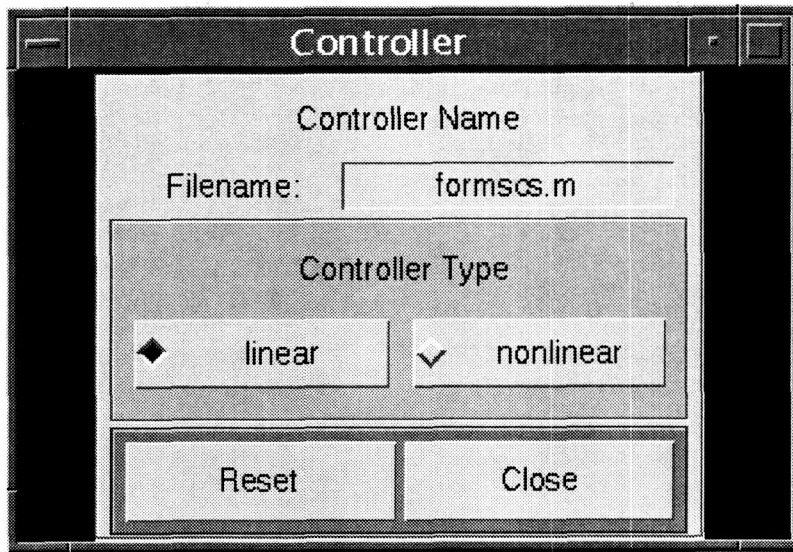 Controller
Controller Name
Filename: formscs.m
Controller Type
linear nonlinear
Reset Close